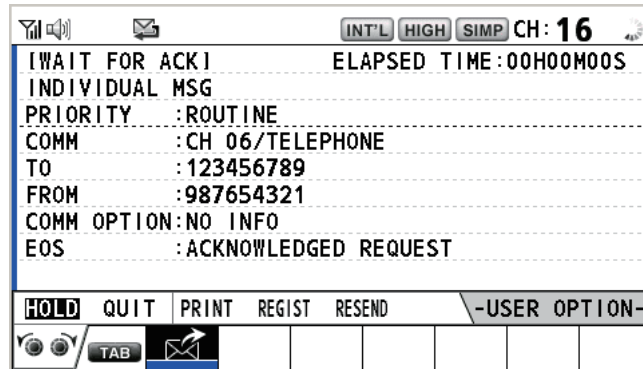 INT'L HIGH SIMP CH: 16
[WAIT FOR ACK] ELAPSED TIME:00H00M00S
INDIVIDUAL MSG
PRIORITY :ROUTINE
COMM :CH 06/TELEPHONE
TO :123456789
FROM :987654321
COMM OPTION:NO INFO
EOS :ACKNOWLEDGED REQUEST
HOLD QUIT PRINT REGIST RESEND -USER OPTION-
TAB